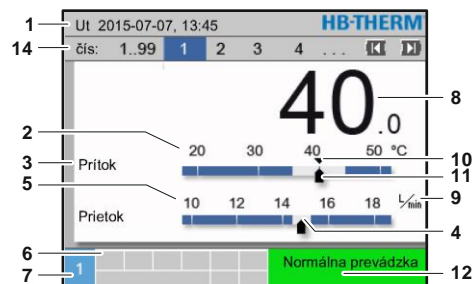 1 Ut 2015-07-07, 13:45 HB-THERM
14 čís: 1..99 1 2 3 4 ...
40.0 8
2 20 30 40 50 °C 10
3 Prítok 11
5 10 12 14 16 18 L/min 9
Prietok 4
6
7 1 Normálna prevádzka 12